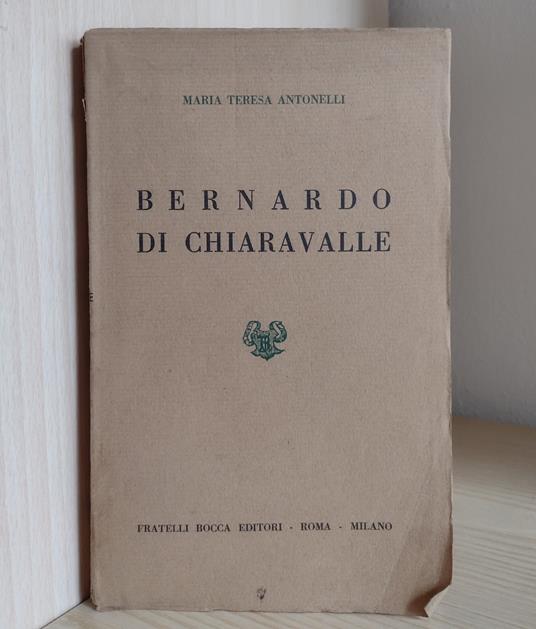 MARIA TERESA ANTONELLI
BERNARDO
DI CHIARAVALLE
FRATELLI BOCCA EDITORI - ROMA - MILANO